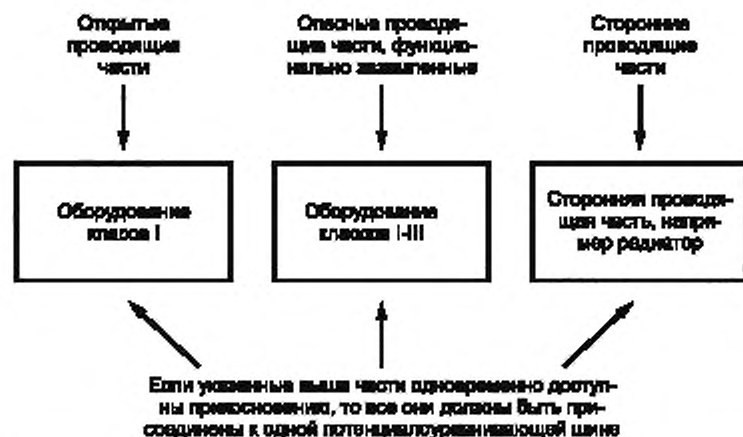 Открытые
проводящие
части
Опасные проводя-
щие части, функцио-
нально заземленные
Сторонние
проводящие
части
Оборудование
класса I
Оборудование
классов I-III
Сторонняя проводя-
щая часть, напри-
мер радиатор
Если указанные выше части одновременно доступ-
ны прикосновению, то все они должны быть при-
соединены к одной потенциалоуравнивающей шине